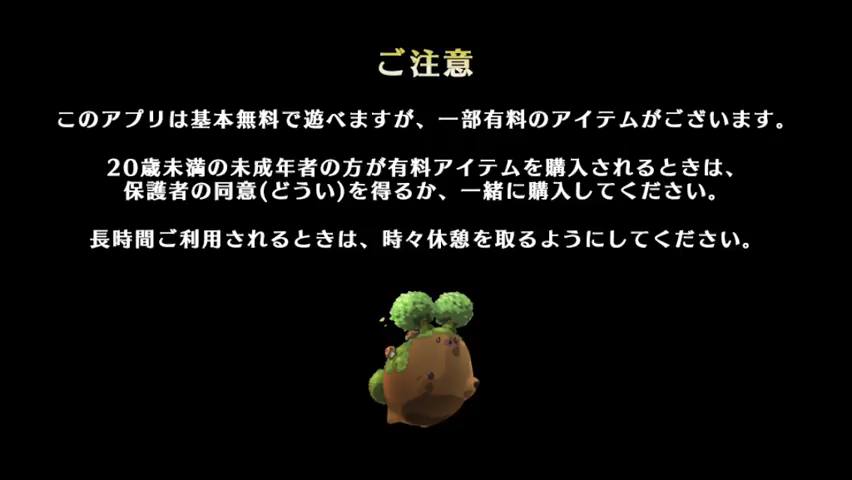 ご注意
このアプリは基本無料で遊べますが、一部有料のアイテムがございます。
20歳未満の未成年者の方が有料アイテムを購入されるときは、
保護者の同意(どうい)を得るか、一緒に購入してください。
長時間ご利用されるときは、時々休憩を取るようにしてください。